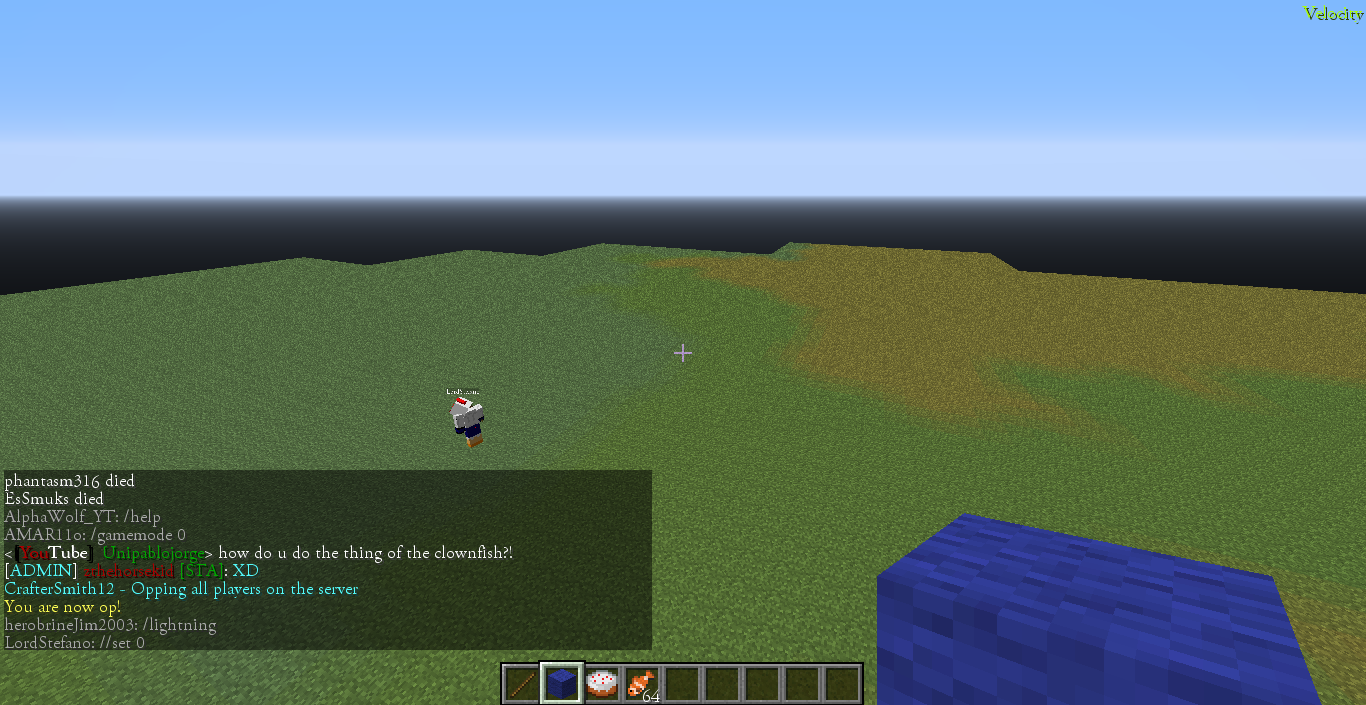 Velocity
phantasm316 died
EsSmuks died
AlphaWolf_YT: /help
AMAR11o: /gamemode 0
<[YouTube] Unipablojorge> how do u do the thing of the clownfish?!
[ADMIN] [STA]: XD
CrafterSmith12 - Opping all players on the server
You are now op!
herobrineJim2003: /lightning
LordStefano: //set 0
64